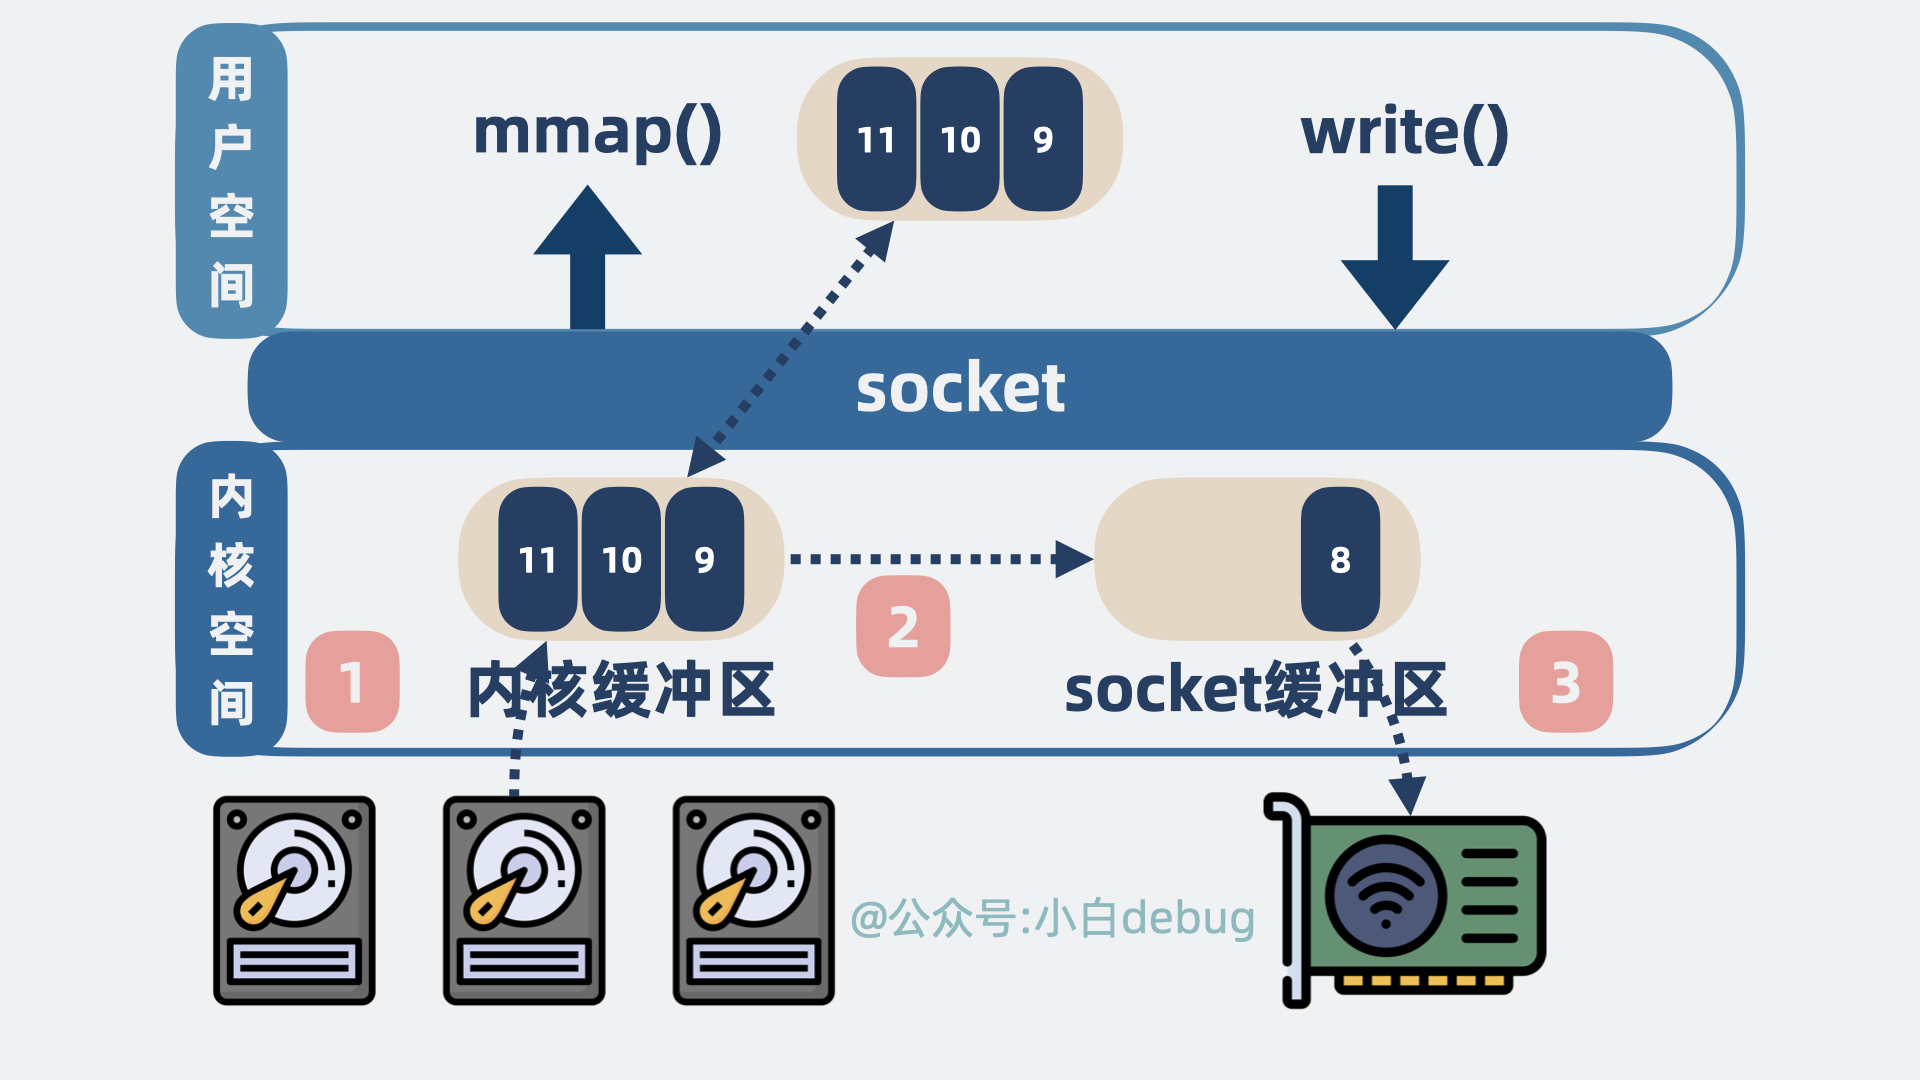 用户空间
mmap()
11 10 9
write()
socket
内核空间
11 10 9
8
1
2
3
内核缓冲区
socket缓冲区
@公众号:小白debug